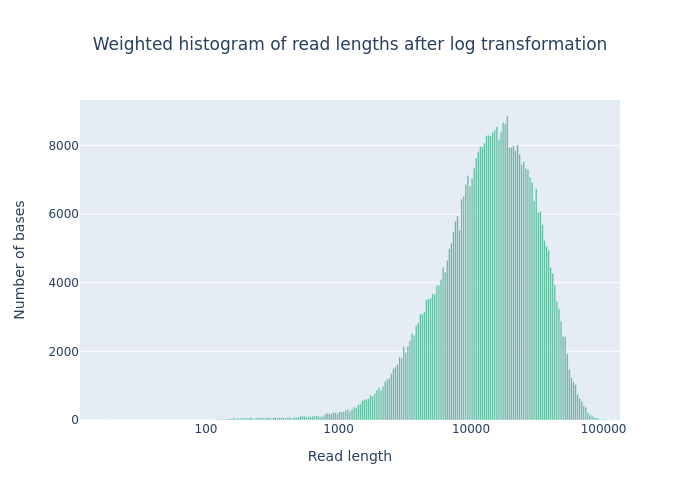 Weighted histogram of read lengths after log transformation
Number of bases
8000
6000
4000
2000
0
100 1000 10000 100000
Read length